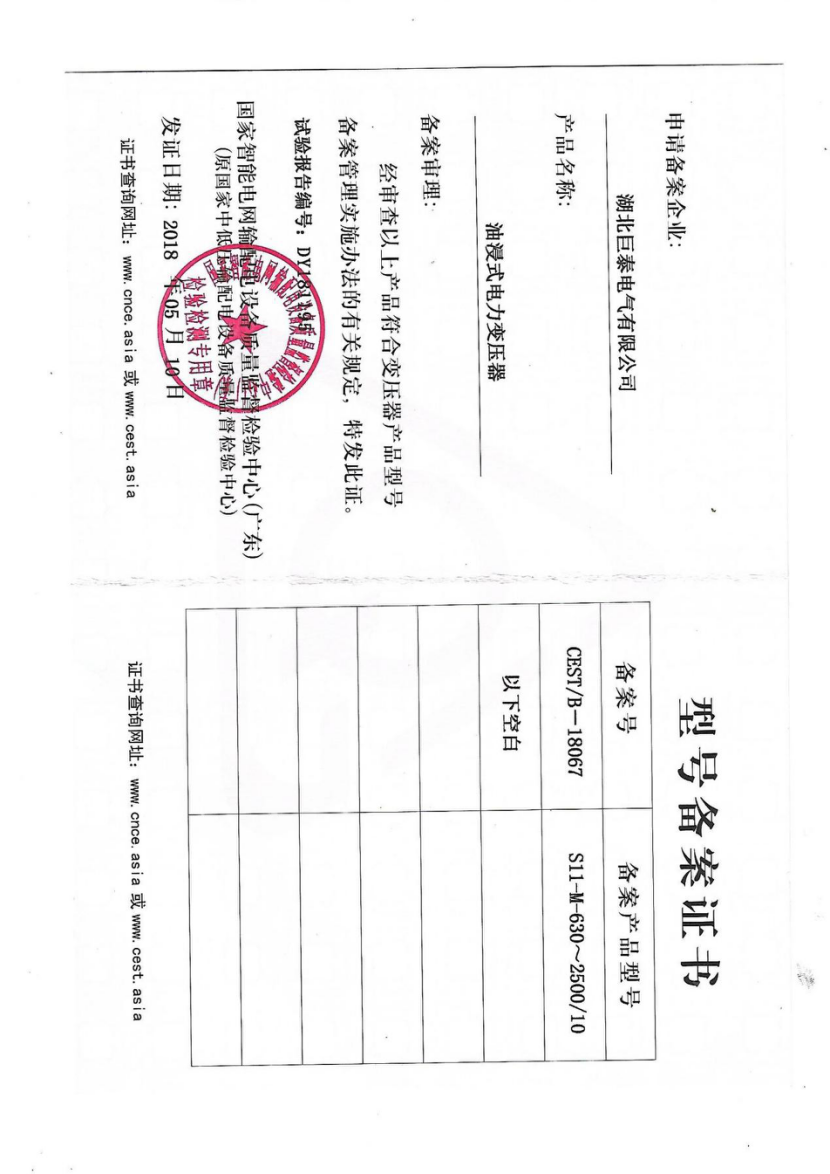 申请备案企业:
湖北巨泰电气有限公司
产品名称:
油浸式电力变压器
备案审理:
经审查以上产品符合变压器产品型号
备案管理实施办法的有关规定，特发此证。
试验报告编号: DY181195
国家智能电网输配电设备质量监督检验中心(广东)
(原国家中低压输配电设备质量监督检验中心)
发证日期: 2018 年 05 月 10 日
检验检测专用章
证书查询网址: www.cnce.asia 或 www.cest.asia
型号备案证书
备案号 备案产品型号
CEST/B-18067 S11-M-630～2500/10
以下空白
证书查询网址: www.cnce.asia 或 www.cest.asia